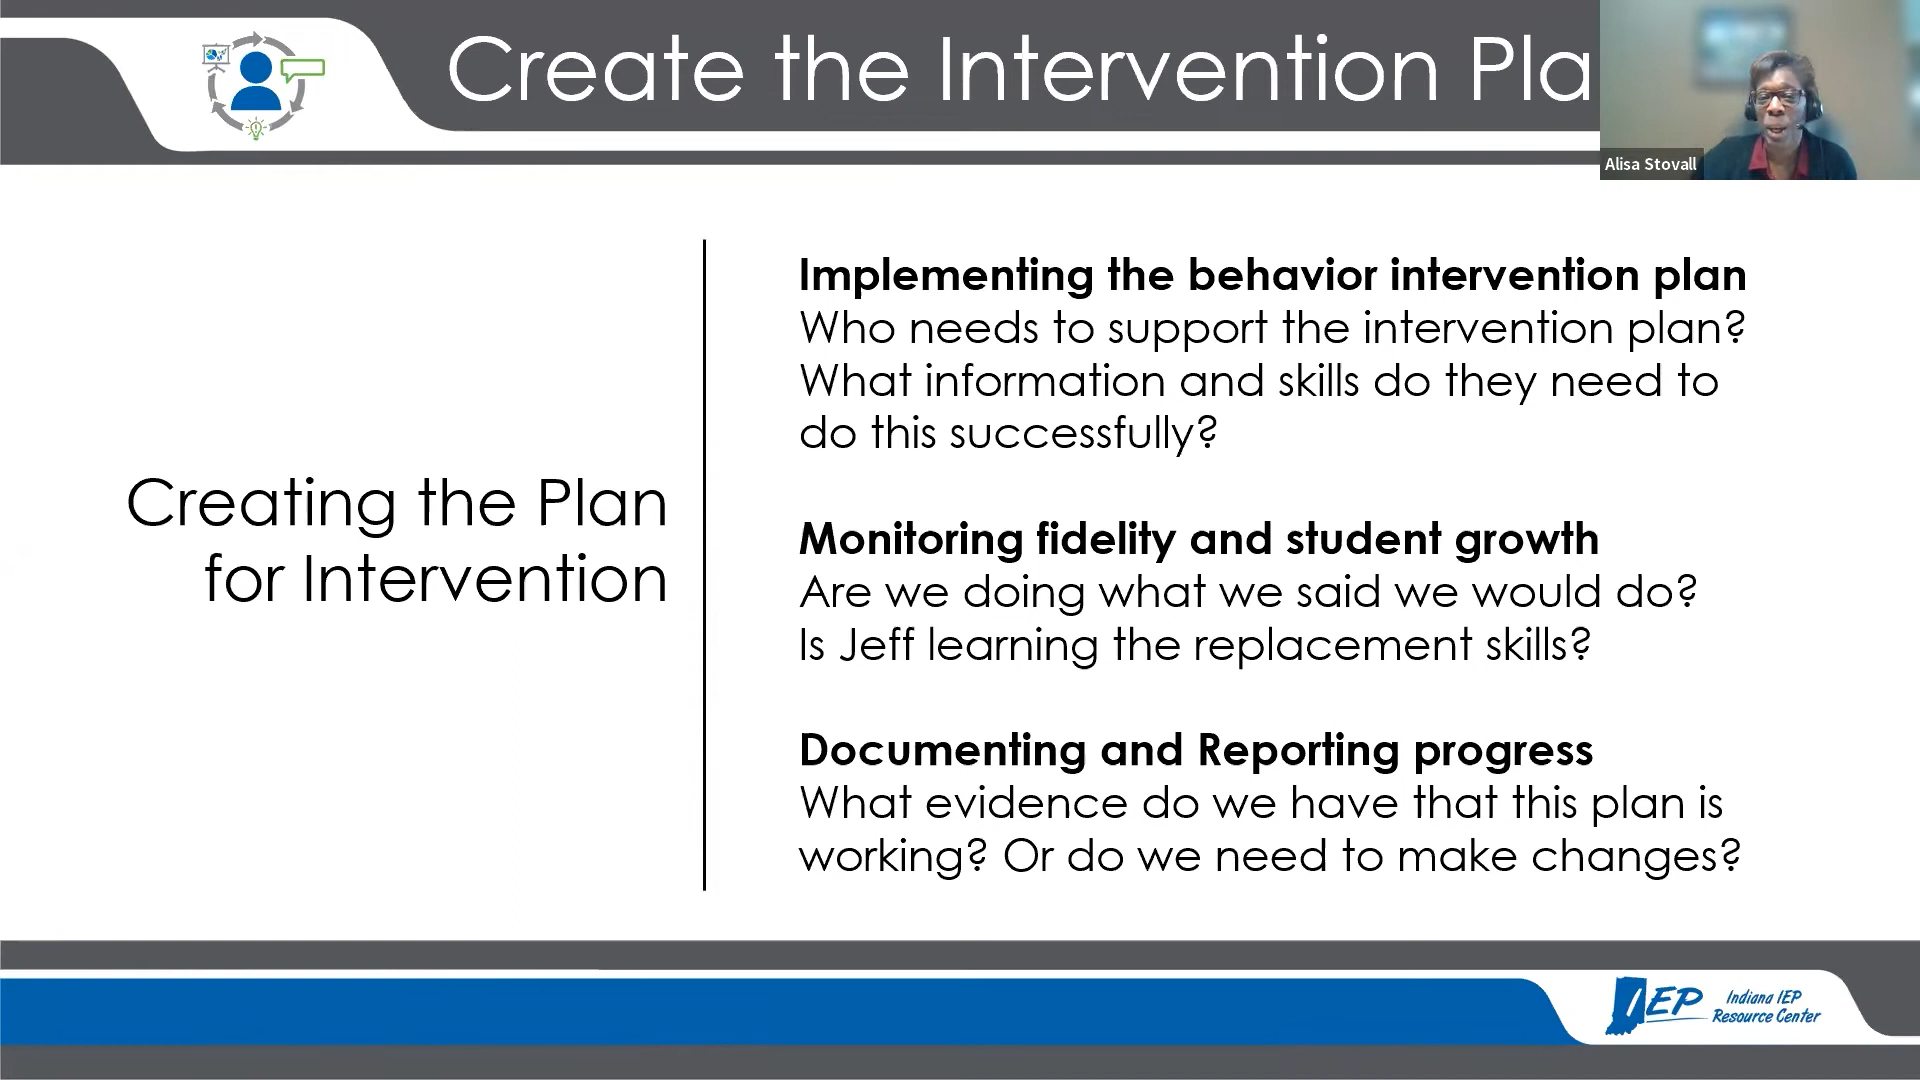 Create the Intervention Pla
Alisa Stovall
Creating the Plan
for Intervention
Implementing the behavior intervention plan
Who needs to support the intervention plan?
What information and skills do they need to
do this successfully?
Monitoring fidelity and student growth
Are we doing what we said we would do?
Is Jeff learning the replacement skills?
Documenting and Reporting progress
What evidence do we have that this plan is
working? Or do we need to make changes?
IEP
Indiana IEP
Resource Center